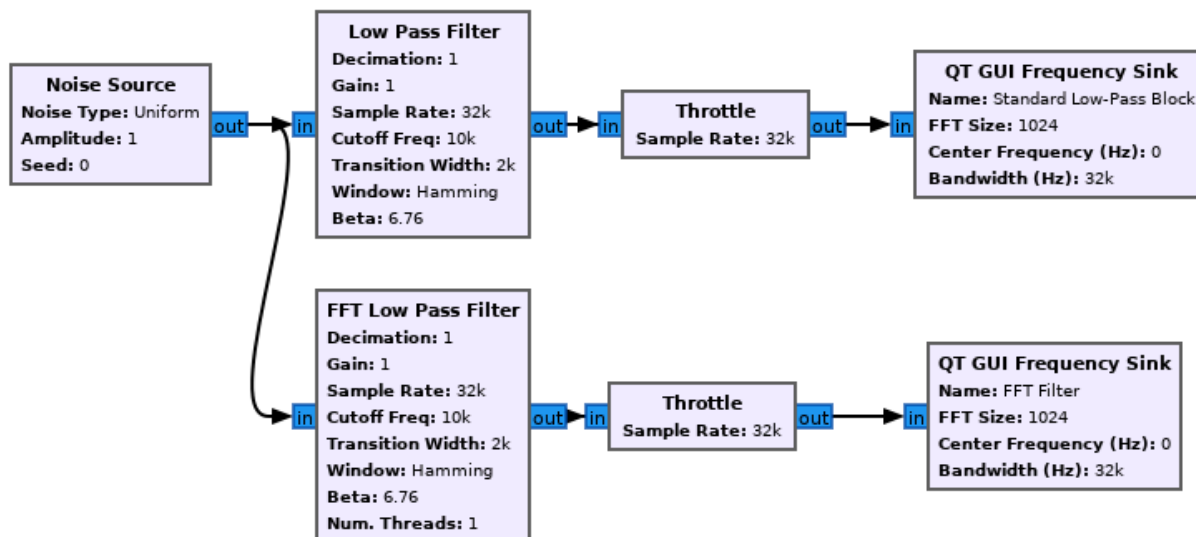 Noise Source
Noise Type: Uniform
Amplitude: 1
Seed: 0
out
in
Low Pass Filter
Decimation: 1
Gain: 1
Sample Rate: 32k
Cutoff Freq: 10k
Transition Width: 2k
Window: Hamming
Beta: 6.76
out
in
Throttle
Sample Rate: 32k
out
in
QT GUI Frequency Sink
Name: Standard Low-Pass Block
FFT Size: 1024
Center Frequency (Hz): 0
Bandwidth (Hz): 32k
in
FFT Low Pass Filter
Decimation: 1
Gain: 1
Sample Rate: 32k
Cutoff Freq: 10k
Transition Width: 2k
Window: Hamming
Beta: 6.76
Num. Threads: 1
out
in
Throttle
Sample Rate: 32k
out
in
QT GUI Frequency Sink
Name: FFT Filter
FFT Size: 1024
Center Frequency (Hz): 0
Bandwidth (Hz): 32k